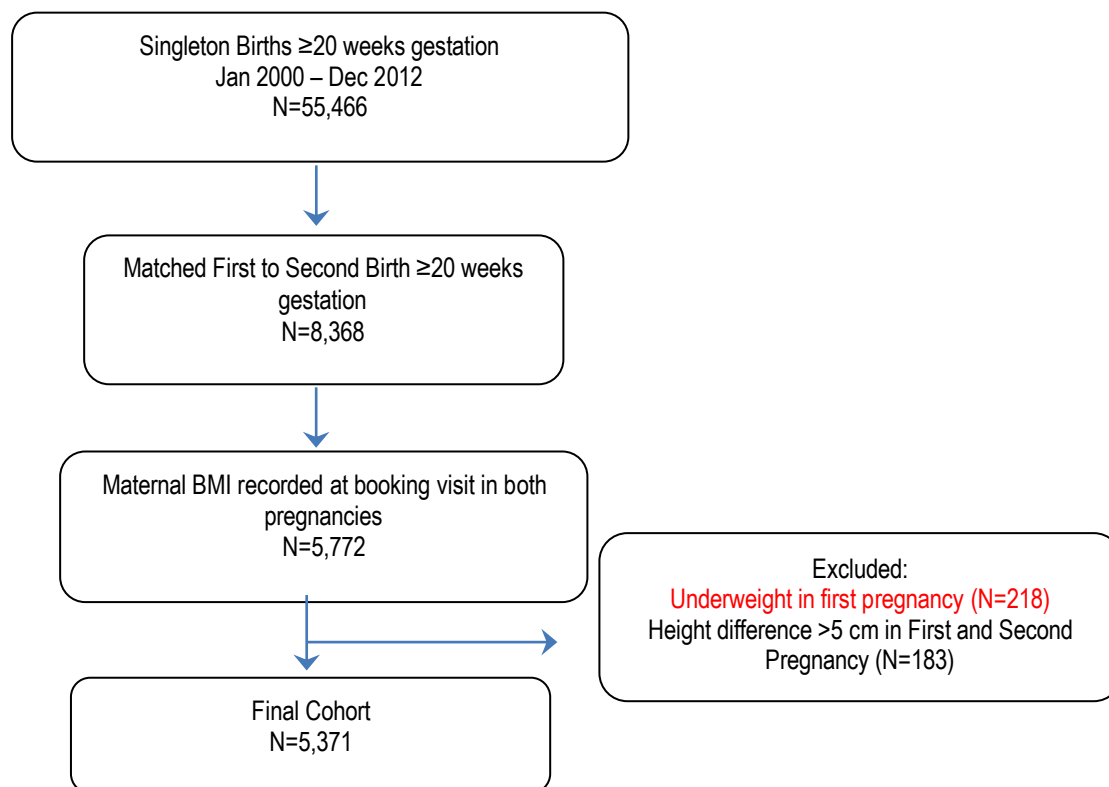 Singleton Births ≥20 weeks gestation
Jan 2000 – Dec 2012
N=55,466
Matched First to Second Birth ≥20 weeks
gestation
N=8,368
Maternal BMI recorded at booking visit in both
pregnancies
N=5,772
Excluded:
Underweight in first pregnancy (N=218)
Height difference >5 cm in First and Second
Pregnancy (N=183)
Final Cohort
N=5,371